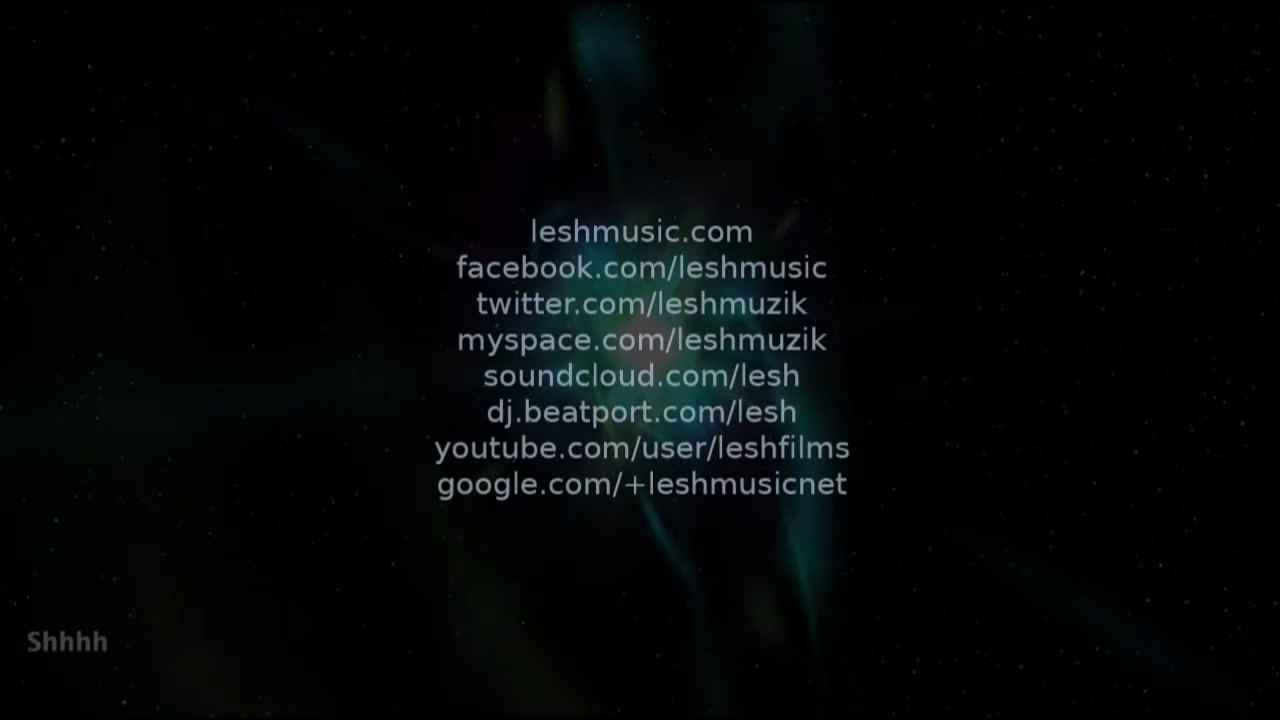 leshmusic.com
facebook.com/leshmusic
twitter.com/leshmuzik
myspace.com/leshmuzik
soundcloud.com/lesh
dj.beatport.com/lesh
youtube.com/user/leshfilms
google.com/+leshmusicnet
Shhhh